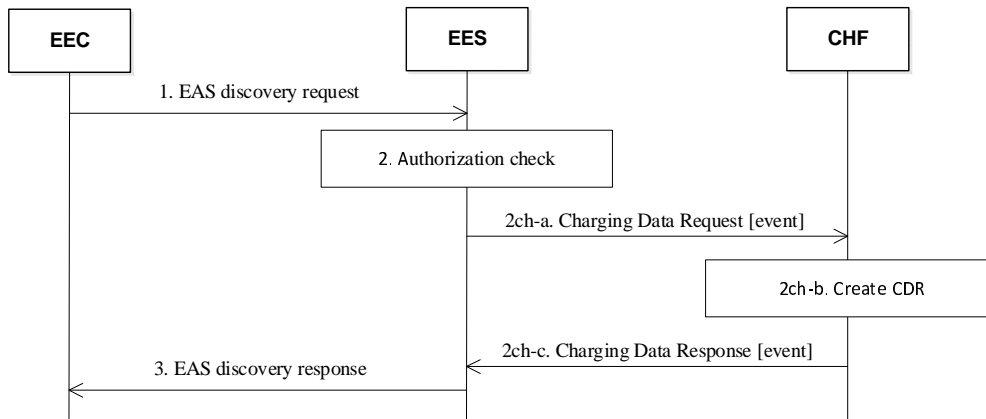 EEC
EES
CHF
1. EAS discovery request
2. Authorization check
2ch-a. Charging Data Request [event]
2ch-b. Create CDR
2ch-c. Charging Data Response [event]
3. EAS discovery response